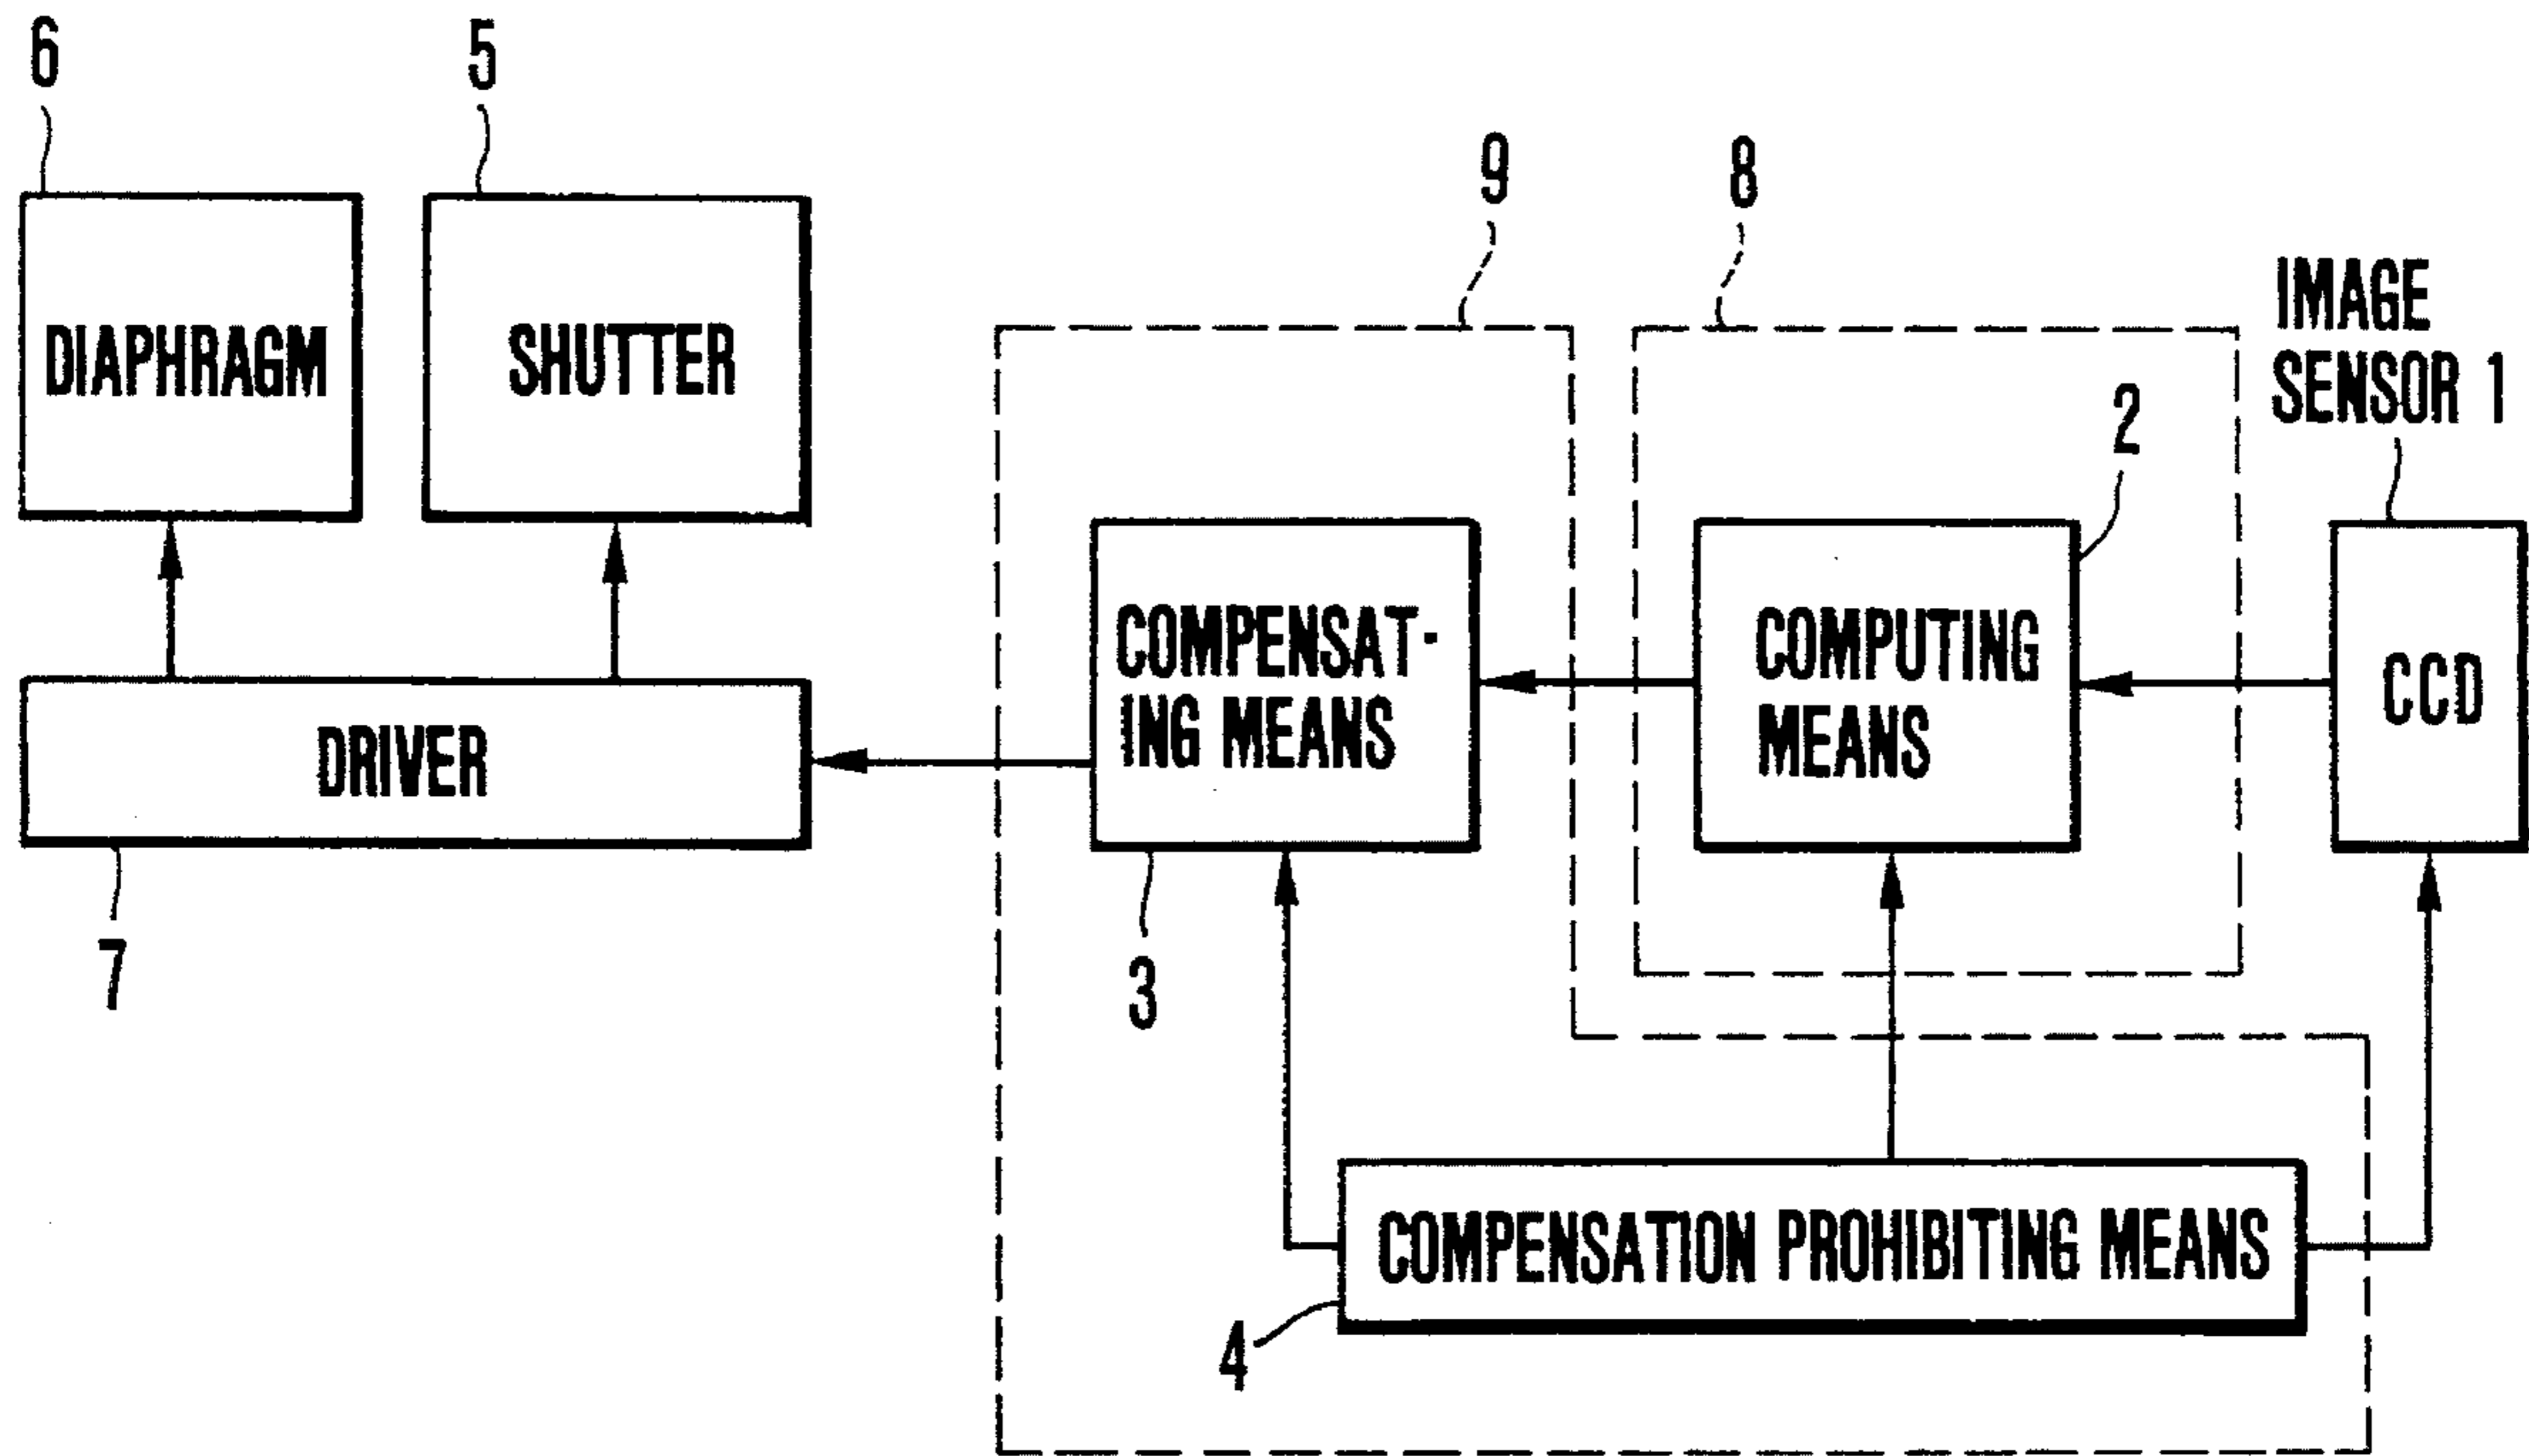 6
5
9
8
IMAGE
SENSOR 1
DIAPHRAGM
SHUTTER
2
COMPENSAT-
ING MEANS
COMPUTING
MEANS
CCD
DRIVER
7
3
COMPENSATION PROHIBITING MEANS
4